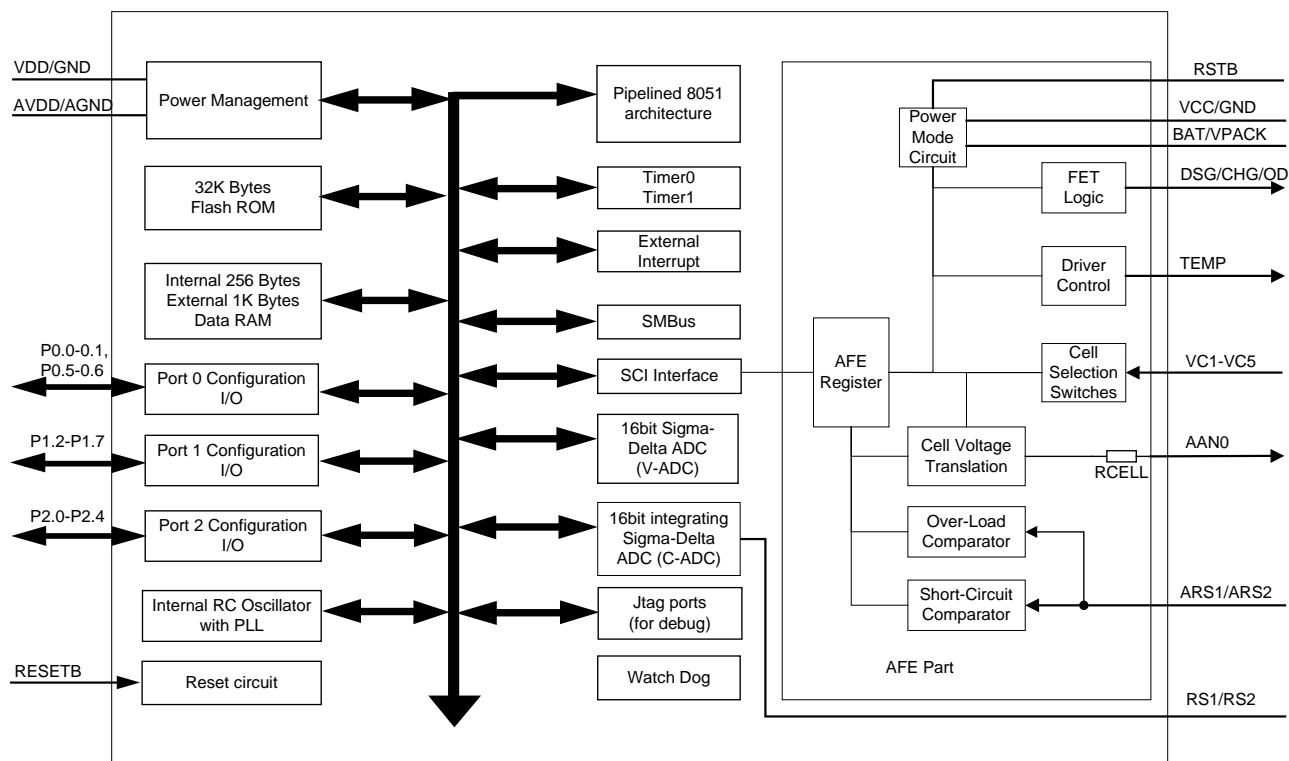 VDD/GND
AVDD/AGND
Power Management
32K Bytes
Flash ROM
Internal 256 Bytes
External 1K Bytes
Data RAM
P0.0-0.1,
P0.5-0.6
Port 0 Configuration
I/O
P1.2-P1.7
Port 1 Configuration
I/O
P2.0-P2.4
Port 2 Configuration
I/O
Internal RC Oscillator
with PLL
RESETB
Reset circuit
Pipelined 8051
architecture
Timer0
Timer1
External
Interrupt
SMBus
SCI Interface
16bit Sigma-
Delta ADC
(V-ADC)
16bit integrating
Sigma-Delta
ADC (C-ADC)
Jtag ports
(for debug)
Watch Dog
Power
Mode
Circuit
FET
Logic
Driver
Control
AFE
Register
Cell
Selection
Switches
Cell Voltage
Translation
RCELL
Over-Load
Comparator
Short-Circuit
Comparator
AFE Part
RSTB
VCC/GND
BAT/VPACK
DSG/CHG/OD
TEMP
VC1-VC5
AAN0
ARS1/ARS2
RS1/RS2